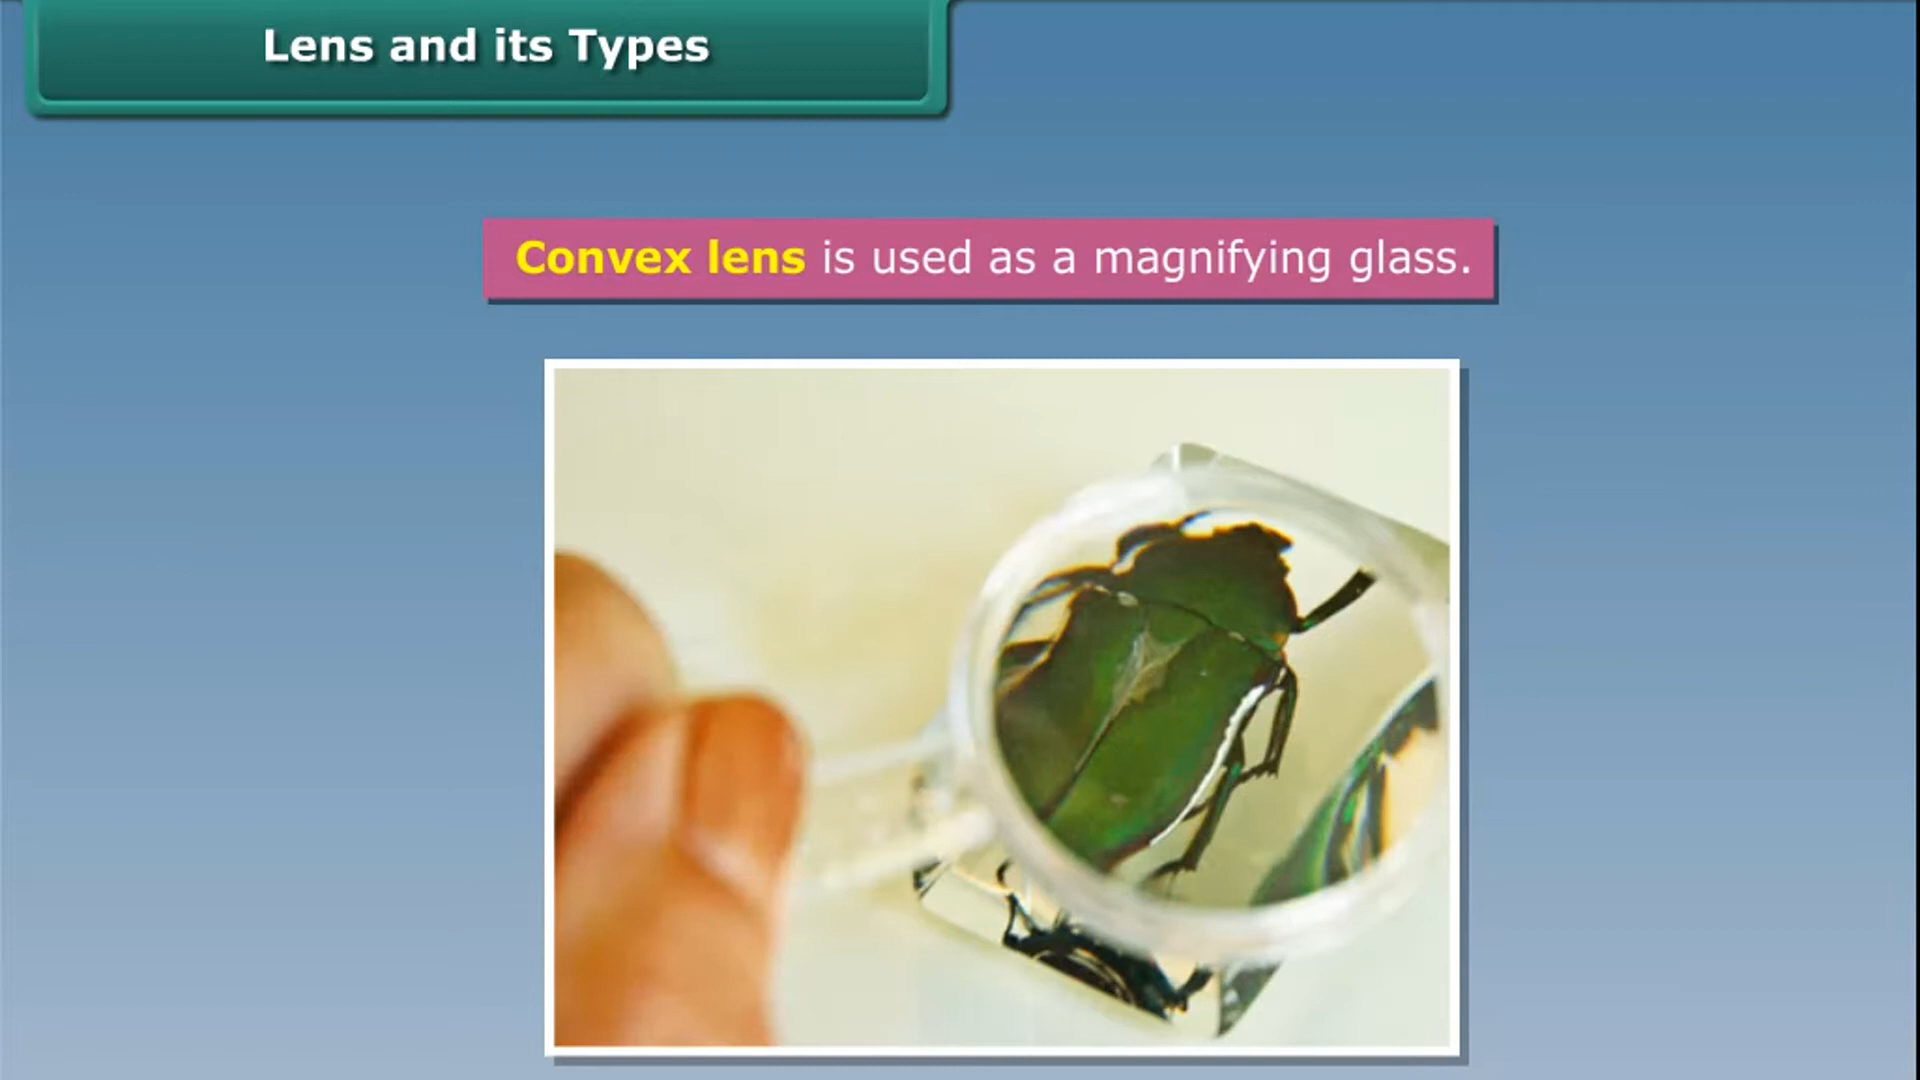 Lens and its Types
Convex lens is used as a magnifying glass.